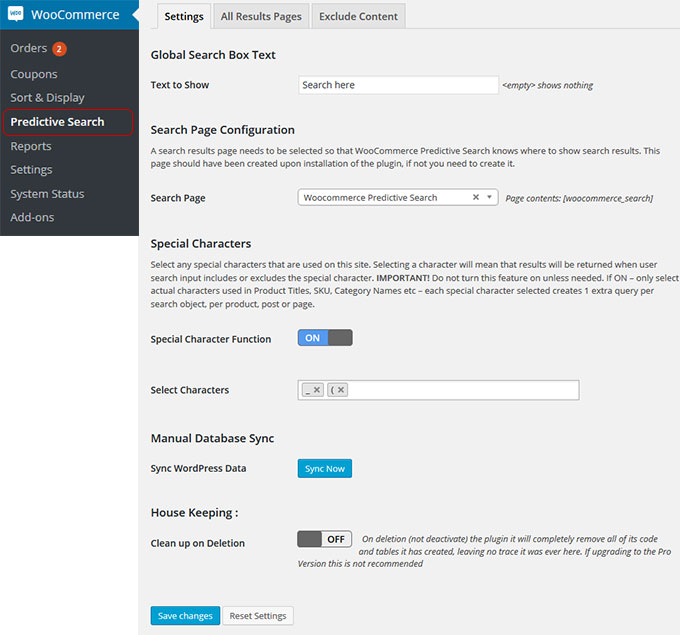 WOO WooCommerce
Orders 2
Coupons
Sort & Display
Predictive Search
Reports
Settings
System Status
Add-ons
Settings All Results Pages Exclude Content
Global Search Box Text
Text to Show Search here <empty> shows nothing
Search Page Configuration
A search results page needs to be selected so that WooCommerce Predictive Search knows where to show search results. This
page should have been created upon installation of the plugin, if not you need to create it.
Search Page Woocommerce Predictive Search × Page contents: [woocommerce_search]
Special Characters
Select any special characters that are used on this site. Selecting a character will mean that results will be returned when user
search input includes or excludes the special character. IMPORTANT! Do not turn this feature on unless needed. If ON – only select
actual characters used in Product Titles, SKU, Category Names etc – each special character selected creates 1 extra query per
search object, per product, post or page.
Special Character Function ON
Select Characters _ × ( ×
Manual Database Sync
Sync WordPress Data Sync Now
House Keeping :
Clean up on Deletion OFF On deletion (not deactivate) the plugin it will completely remove all of its code
and tables it has created, leaving no trace it was ever here. If upgrading to the Pro
Version this is not recommended
Save changes Reset Settings